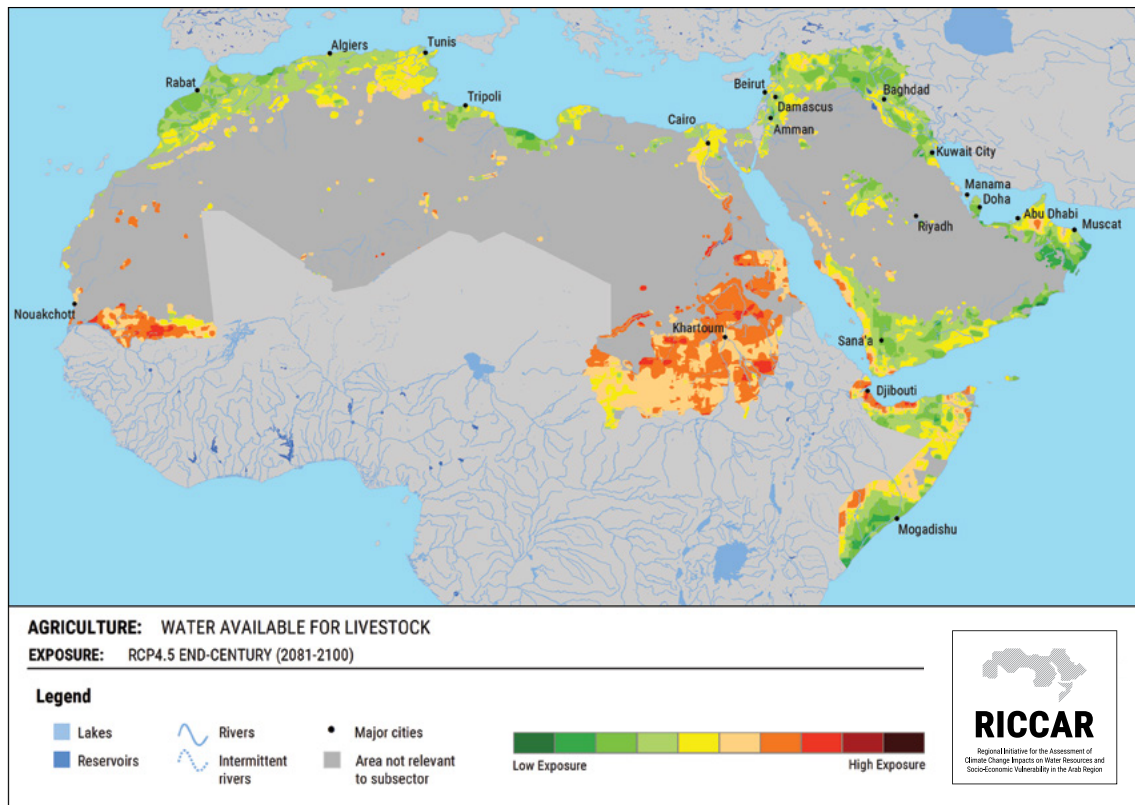 Algiers
Tunis
Rabat
Tripoli
Beirut
Baghdad
Damascus
Cairo
Amman
Kuwait City
Manama
Doha
Abu Dhabi
Muscat
Riyadh
Nouakchott
Khartoum
Sana'a
Djibouti
Mogadishu
AGRICULTURE: WATER AVAILABLE FOR LIVESTOCK
EXPOSURE: RCP4.5 END-CENTURY (2081-2100)
Legend
Lakes
Reservoirs
Rivers
Intermittent
rivers
Major cities
Area not relevant
to subsector
Low Exposure
High Exposure
RICCAR
Regional Initiative for the Assessment of
Climate Change Impacts on Water Resources and
Socio-Economic Vulnerability in the Arab Region